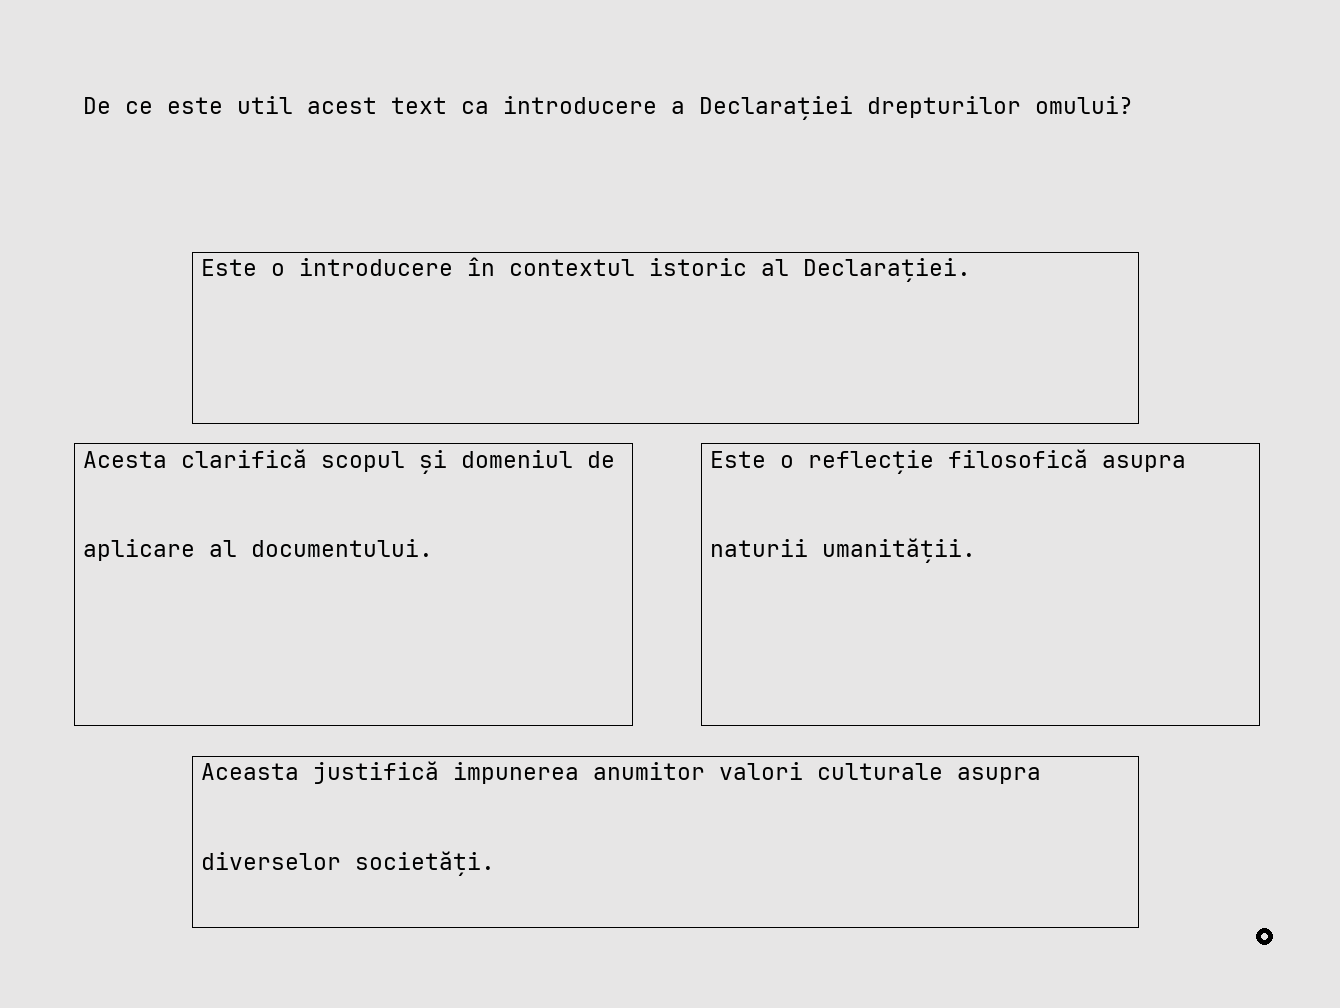 De ce este util acest text ca introducere a Declarației drepturilor omului?
Este o introducere în contextul istoric al Declarației.
Acesta clarifică scopul și domeniul de
aplicare al documentului.
Este o reflecție filosofică asupra
naturii umanității.
Aceasta justifică impunerea anumitor valori culturale asupra
diverselor societăți.